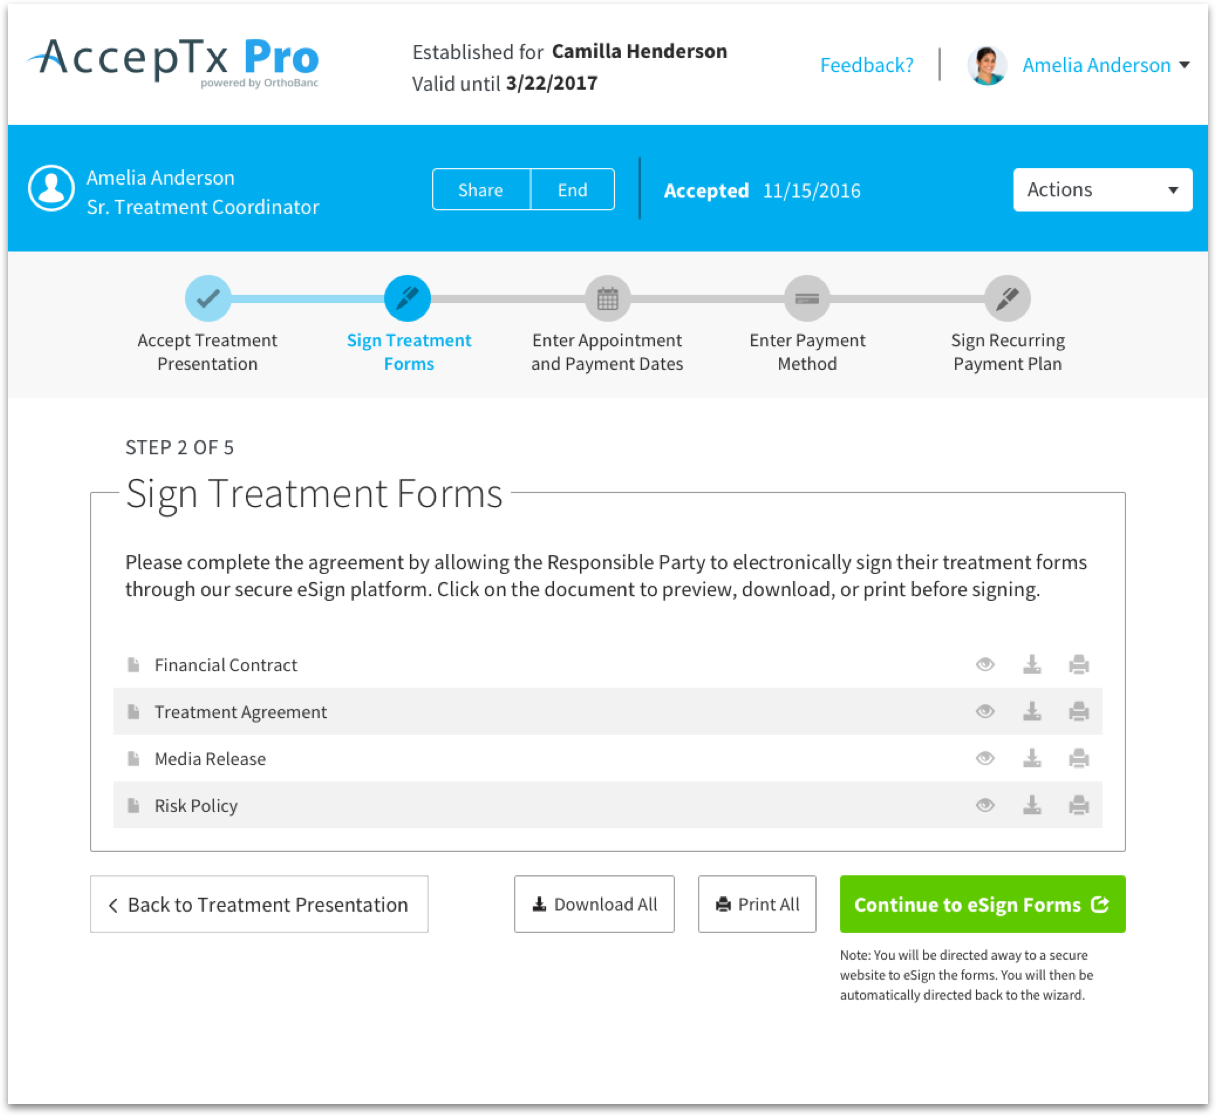 AccepTx Pro
powered by OrthoBanc
Established for Camilla Henderson
Valid until 3/22/2017
Feedback?
Amelia Anderson
Amelia Anderson
Sr. Treatment Coordinator
Share
End
Accepted 11/15/2016
Actions
Accept Treatment
Presentation
Sign Treatment
Forms
Enter Appointment
and Payment Dates
Enter Payment
Method
Sign Recurring
Payment Plan
STEP 2 OF 5
Sign Treatment Forms
Please complete the agreement by allowing the Responsible Party to electronically sign their treatment forms
through our secure eSign platform. Click on the document to preview, download, or print before signing.
Financial Contract
Treatment Agreement
Media Release
Risk Policy
Back to Treatment Presentation
Download All
Print All
Continue to eSign Forms
Note: You will be directed away to a secure
website to eSign the forms. You will then be
automatically directed back to the wizard.